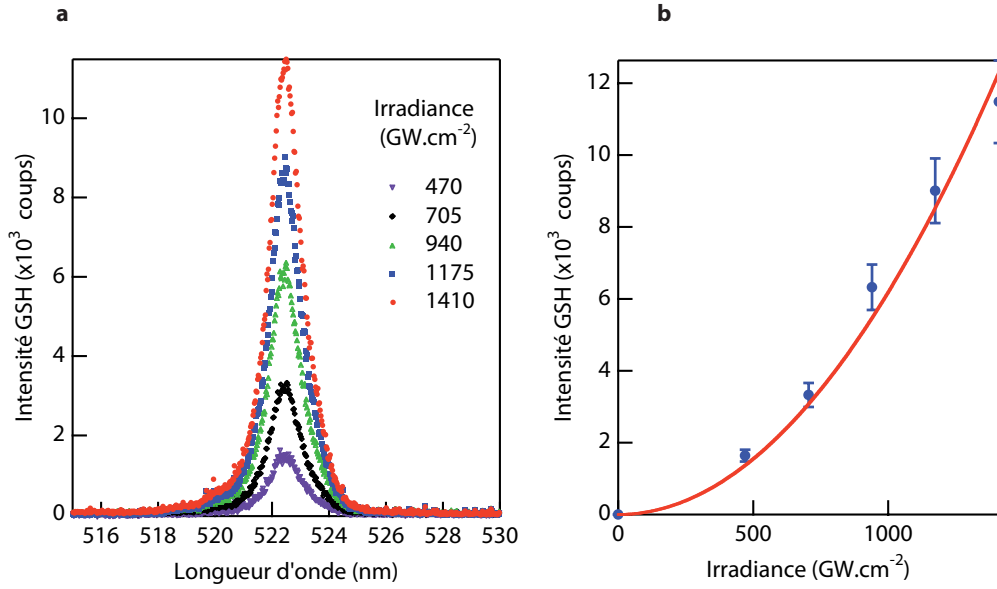 a
Intensité GSH (x10³ coups)
10
8
6
4
2
0
516 518 520 522 524 526 528 530
Longueur d'onde (nm)
Irradiance
(GW.cm⁻²)
470
705
940
1175
1410
b
Intensité GSH (x10³ coups)
12
10
8
6
4
2
0
0 500 1000
Irradiance (GW.cm⁻²)